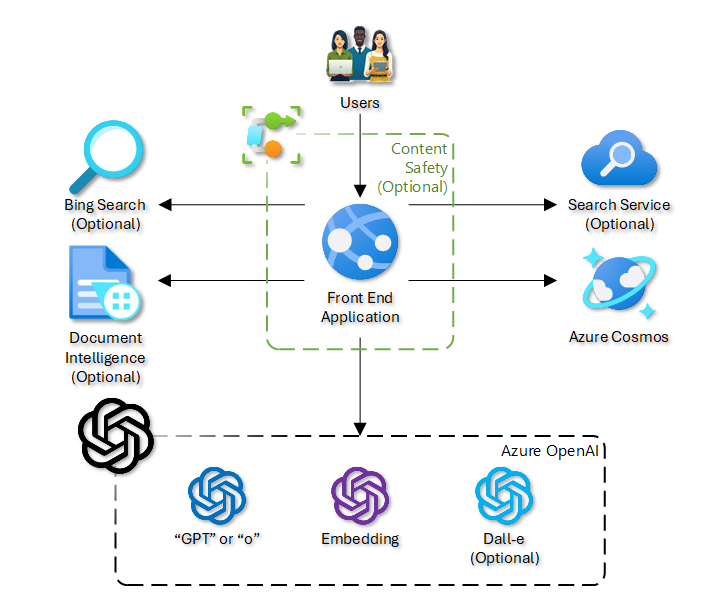 Users
Content
Safety
(Optional)
Bing Search
(Optional)
Search Service
(Optional)
Front End
Application
Document
Intelligence
(Optional)
Azure Cosmos
Azure OpenAI
“GPT” or “o”
Embedding
Dall-e
(Optional)